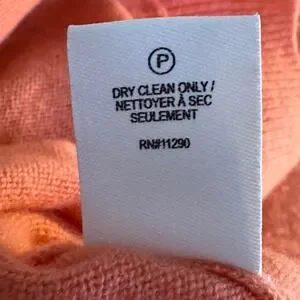 P
DRY CLEAN ONLY /
NETTOYER À SEC
SEULEMENT
RN#11290